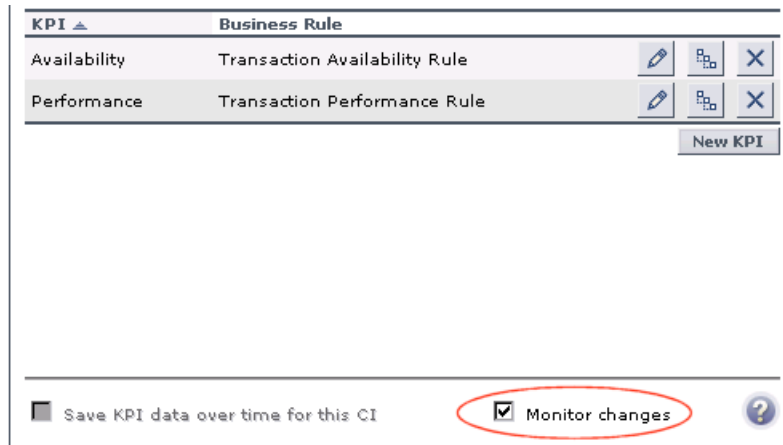 KPI Business Rule
Availability Transaction Availability Rule
Performance Transaction Performance Rule
New KPI
Save KPI data over time for this CI Monitor changes ?